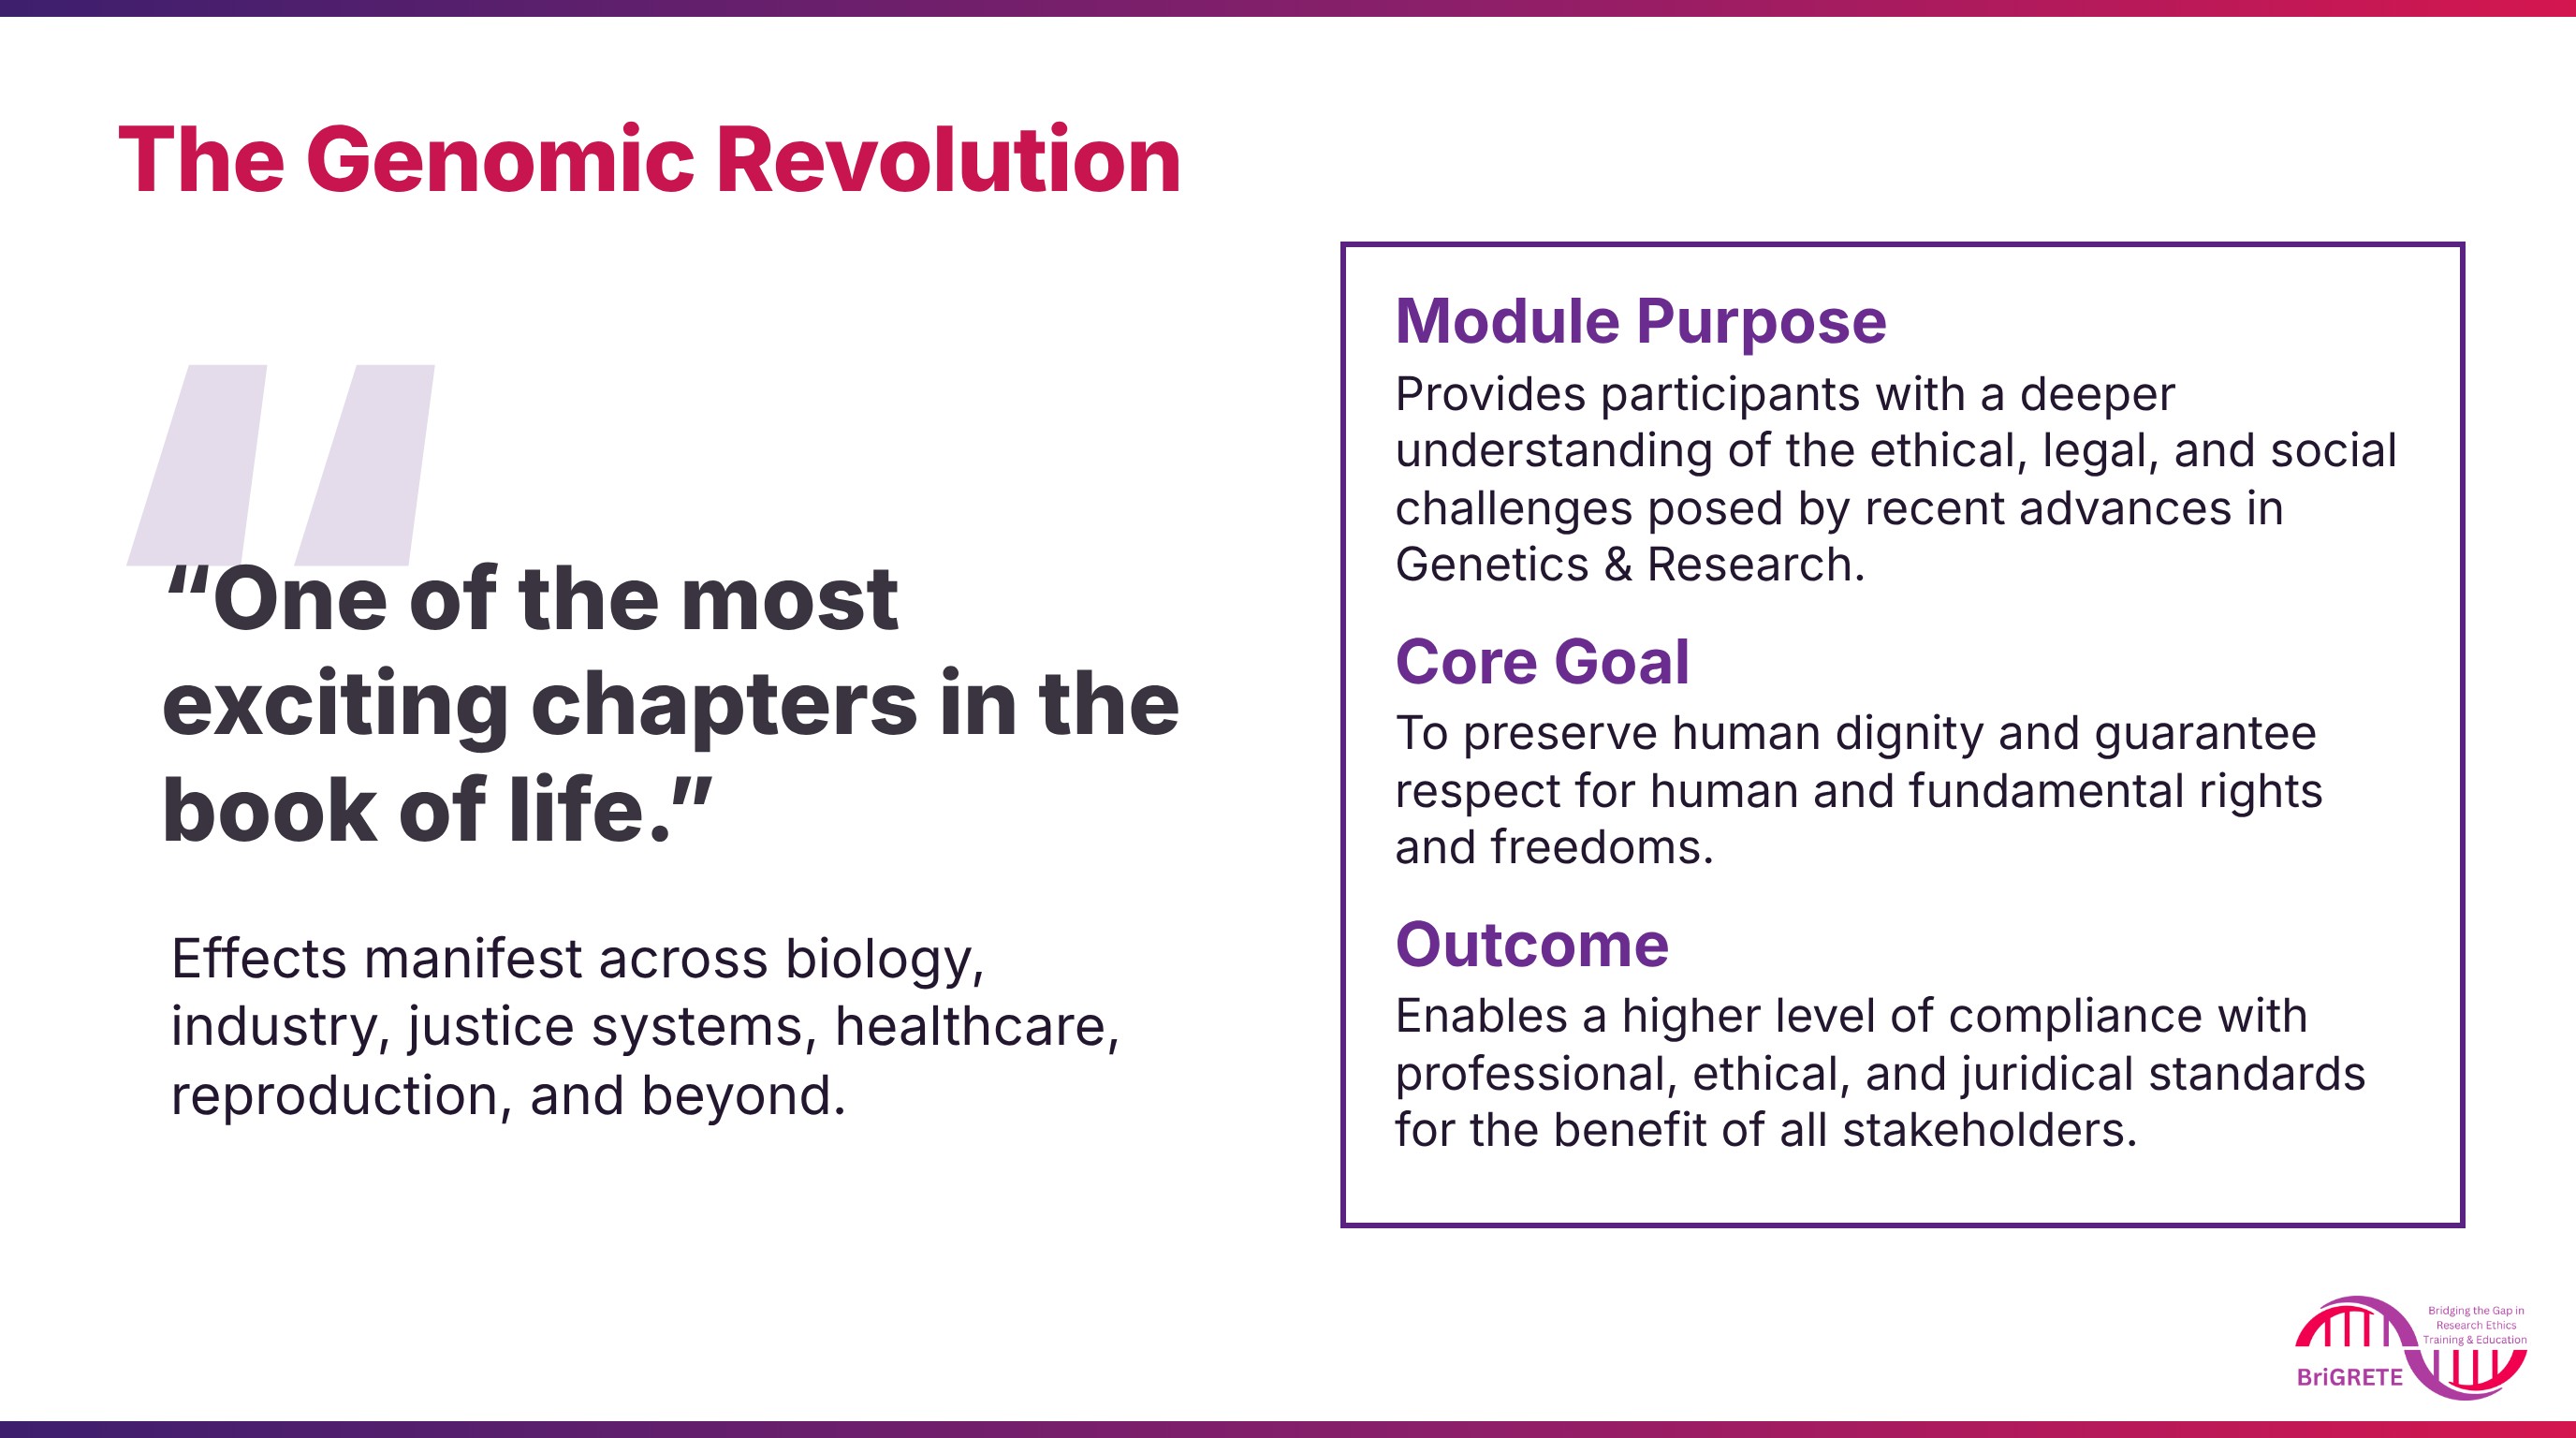 The Genomic Revolution
“One of the most
exciting chapters in the
book of life.”
Effects manifest across biology,
industry, justice systems, healthcare,
reproduction, and beyond.
Module Purpose
Provides participants with a deeper
understanding of the ethical, legal, and social
challenges posed by recent advances in
Genetics & Research.
Core Goal
To preserve human dignity and guarantee
respect for human and fundamental rights
and freedoms.
Outcome
Enables a higher level of compliance with
professional, ethical, and juridical standards
for the benefit of all stakeholders.
Bridging the Gap in
Research Ethics
Training & Education
BriGRETE